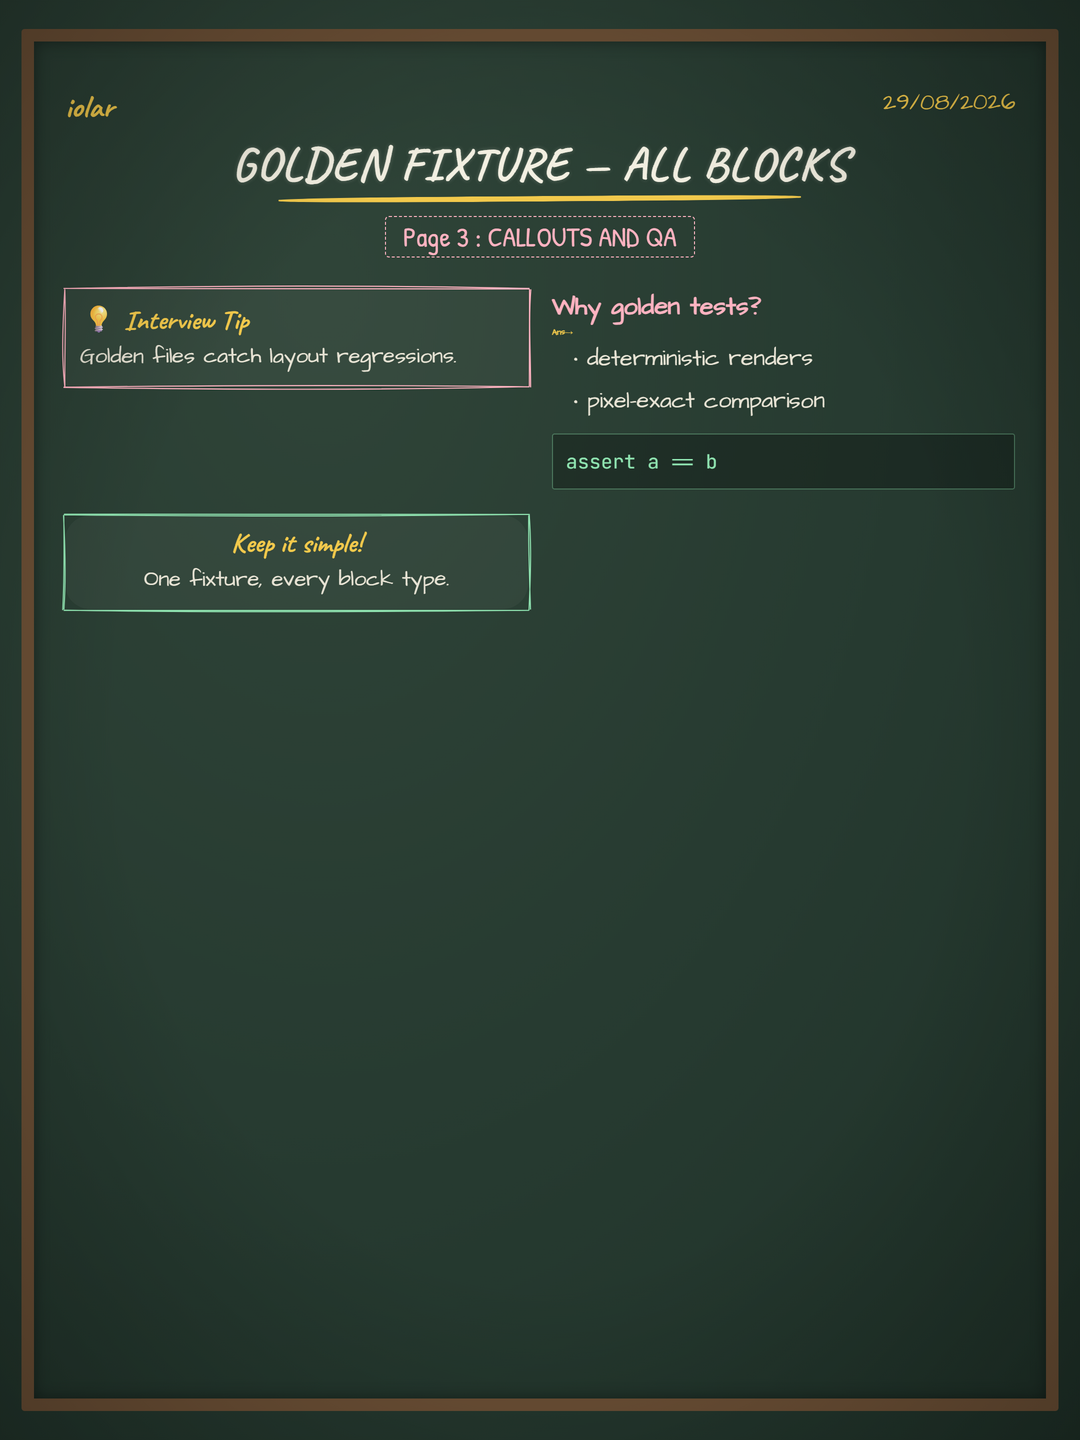 iolar
29/08/2026
GOLDEN FIXTURE – ALL BLOCKS
Page 3 : CALLOUTS AND QA
💡 Interview Tip
Golden files catch layout regressions.
Why golden tests?
Ans→
· deterministic renders
· pixel-exact comparison
assert a == b
Keep it simple!
One fixture, every block type.